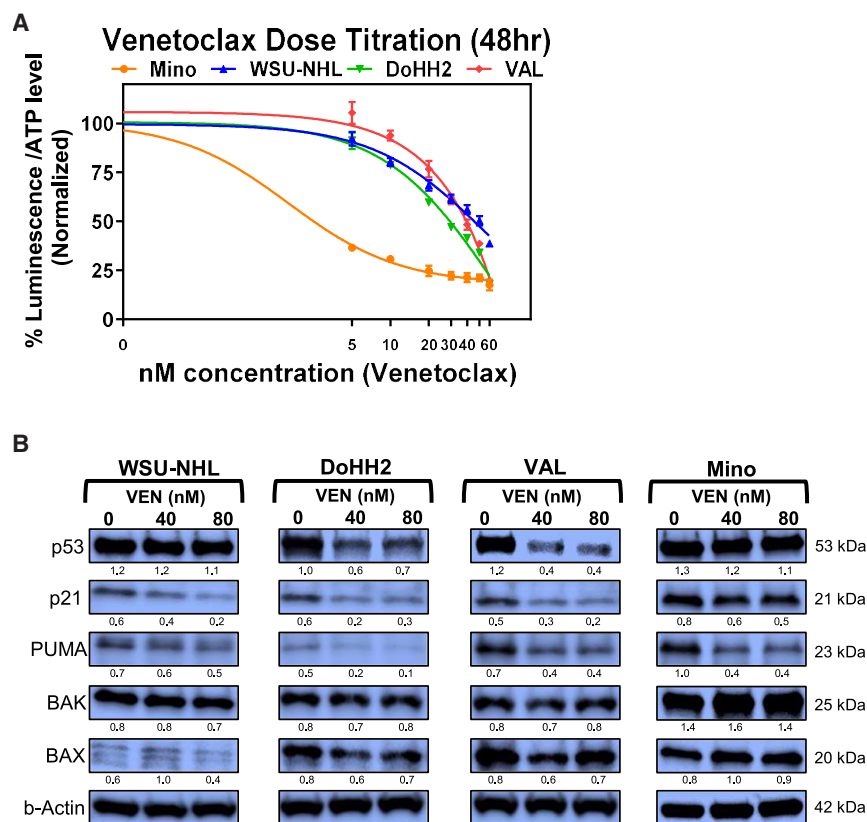 A
Venetoclax Dose Titration (48hr)
Mino WSU-NHL DoHH2 VAL
% Luminescence /ATP level
(Normalized)
100
75
50
25
0
0 5 10 20 30 40 60
nM concentration (Venetoclax)
B
WSU-NHL DoHH2 VAL Mino
VEN (nM) VEN (nM) VEN (nM) VEN (nM)
0 40 80 0 40 80 0 40 80 0 40 80
p53 53 kDa
1.2 1.2 1.1 1.0 0.6 0.7 1.2 0.4 0.4 1.3 1.2 1.1
p21 21 kDa
0.6 0.4 0.2 0.6 0.2 0.3 0.5 0.3 0.2 0.8 0.6 0.5
PUMA 23 kDa
0.7 0.6 0.5 0.5 0.2 0.1 0.7 0.4 0.4 1.0 0.4 0.4
BAK 25 kDa
0.8 0.8 0.7 0.8 0.7 0.8 0.8 0.7 0.8 1.4 1.6 1.4
BAX 20 kDa
0.6 1.0 0.4 0.8 0.6 0.7 0.8 0.6 0.7 0.8 1.0 0.9
b-Actin 42 kDa